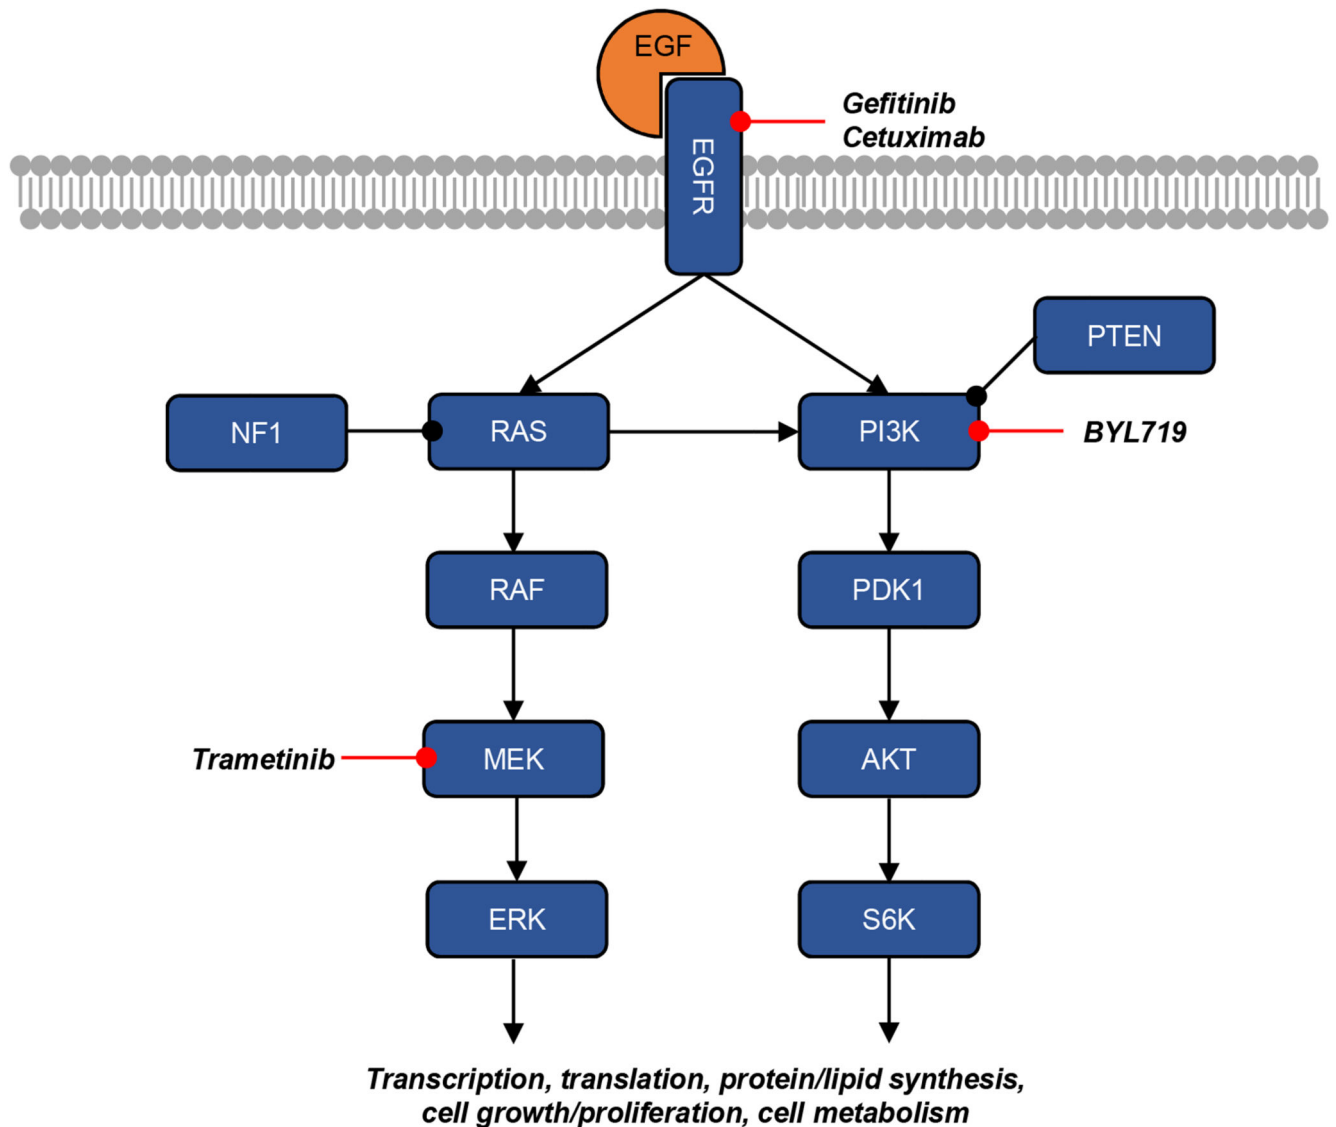 EGF
Gefitinib
Cetuximab
EGFR
PTEN
NF1
RAS
PI3K
BYL719
RAF
PDK1
Trametinib
MEK
AKT
ERK
S6K
Transcription, translation, protein/lipid synthesis,
cell growth/proliferation, cell metabolism